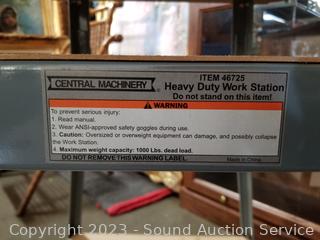 CENTRAL MACHINERY®
ITEM 46725
Heavy Duty Work Station
Do not stand on this item!
WARNING
To prevent serious injury:
1. Read manual.
2. Wear ANSI-approved safety goggles during use.
3. Caution: Oversized or overweight equipment can damage, and possibly collapse
the Work Station.
4. Maximum weight capacity: 1000 Lbs. dead load.
DO NOT REMOVE THIS WARNING LABEL.
Made in China
Copyright 2023 - Sound Auction Service